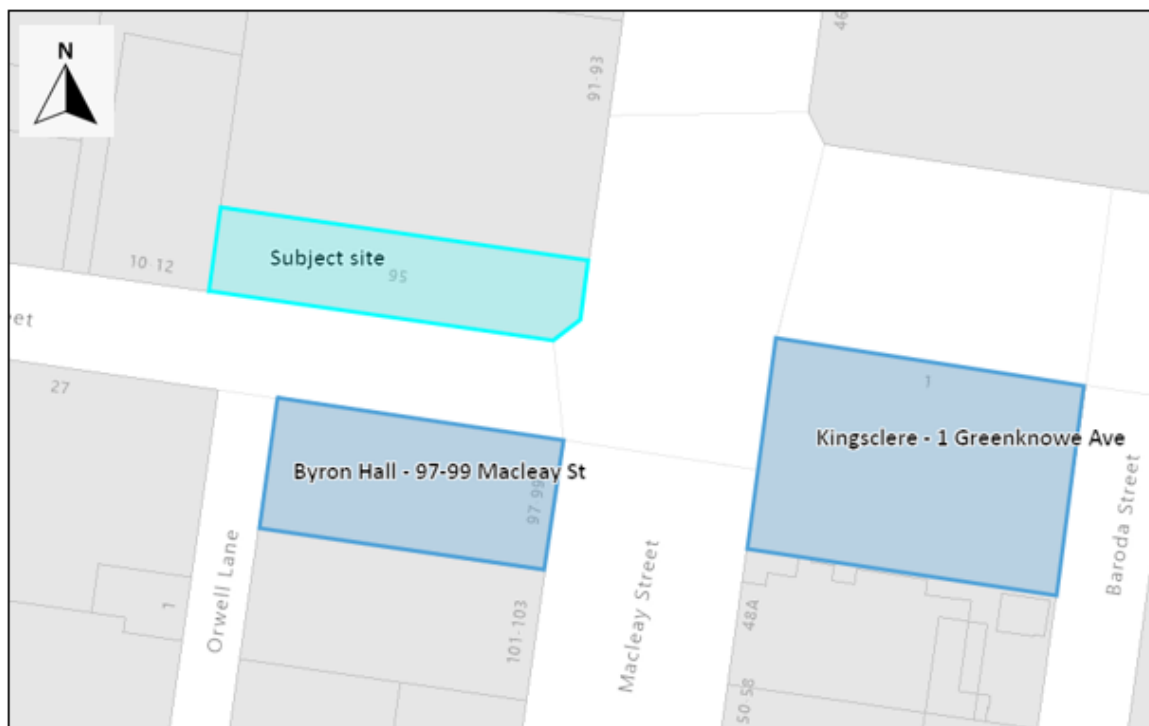 N
46
91-93
Subject site
95
10-12
et
27
1
Kingsclere - 1 Greenknowe Ave
Byron Hall - 97-99 Macleay St
97-99
Baroda Street
Orwell Lane
Macleay Street
1
101-103
48A
50-58